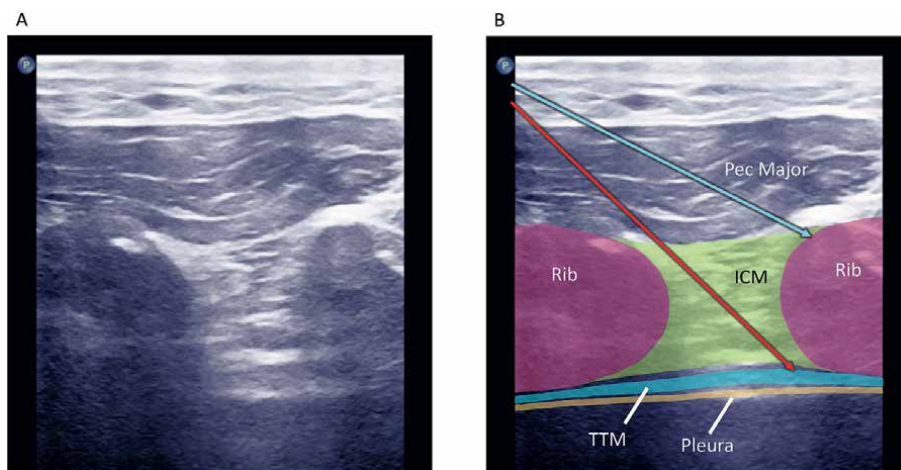 A
B
P
P
Pec Major
Rib
ICM
Rib
TTM
Pleura